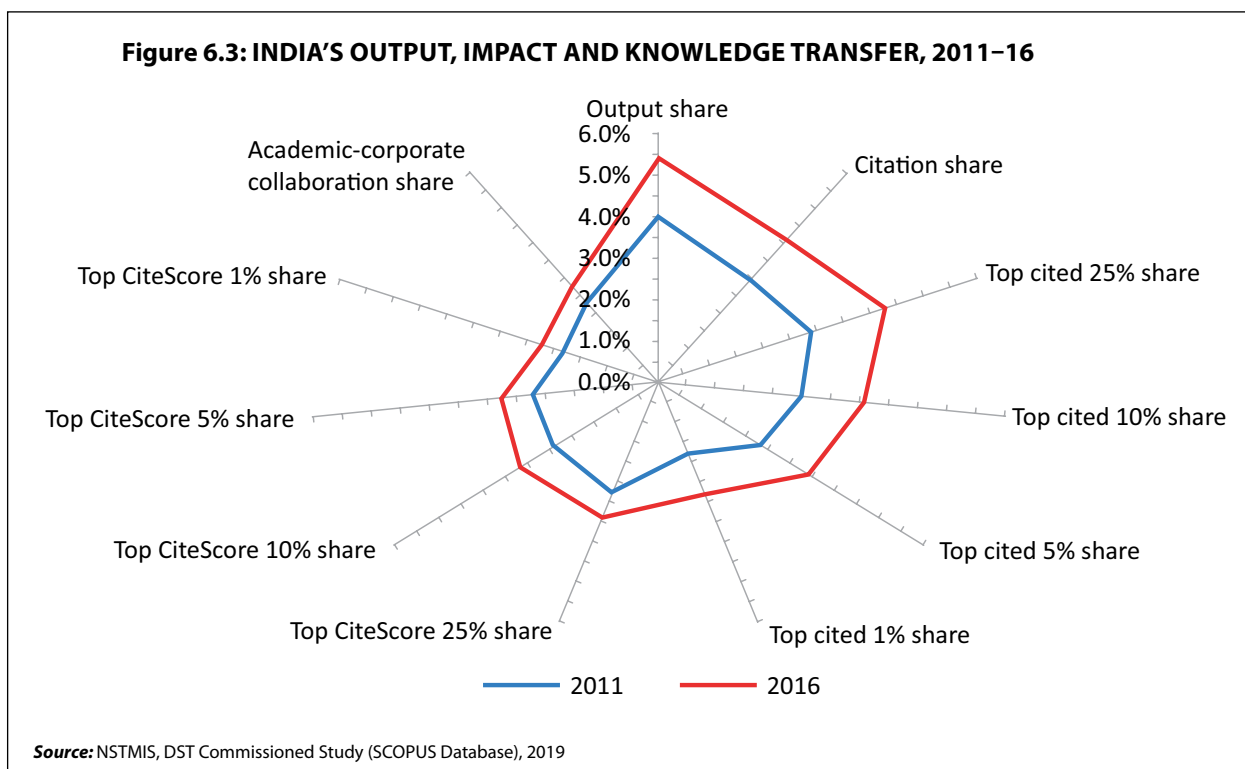 Figure 6.3: INDIA'S OUTPUT, IMPACT AND KNOWLEDGE TRANSFER, 2011–16
Output share
6.0%
5.0%
4.0%
3.0%
2.0%
1.0%
0.0%
Citation share
Top cited 25% share
Top cited 10% share
Top cited 5% share
Top cited 1% share
Top CiteScore 25% share
Top CiteScore 10% share
Top CiteScore 5% share
Top CiteScore 1% share
Academic-corporate
collaboration share
2011
2016
Source: NSTMIS, DST Commissioned Study (SCOPUS Database), 2019